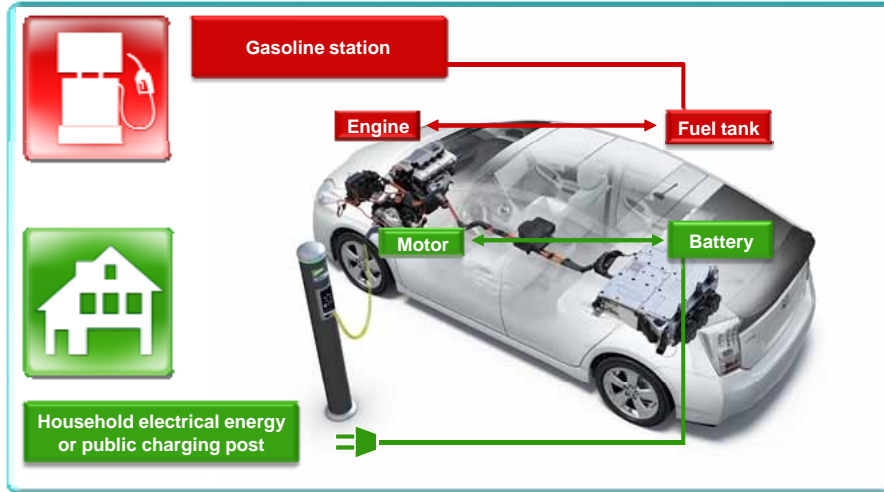 Gasoline station
Engine
Fuel tank
Motor
Battery
Household electrical energy
or public charging post